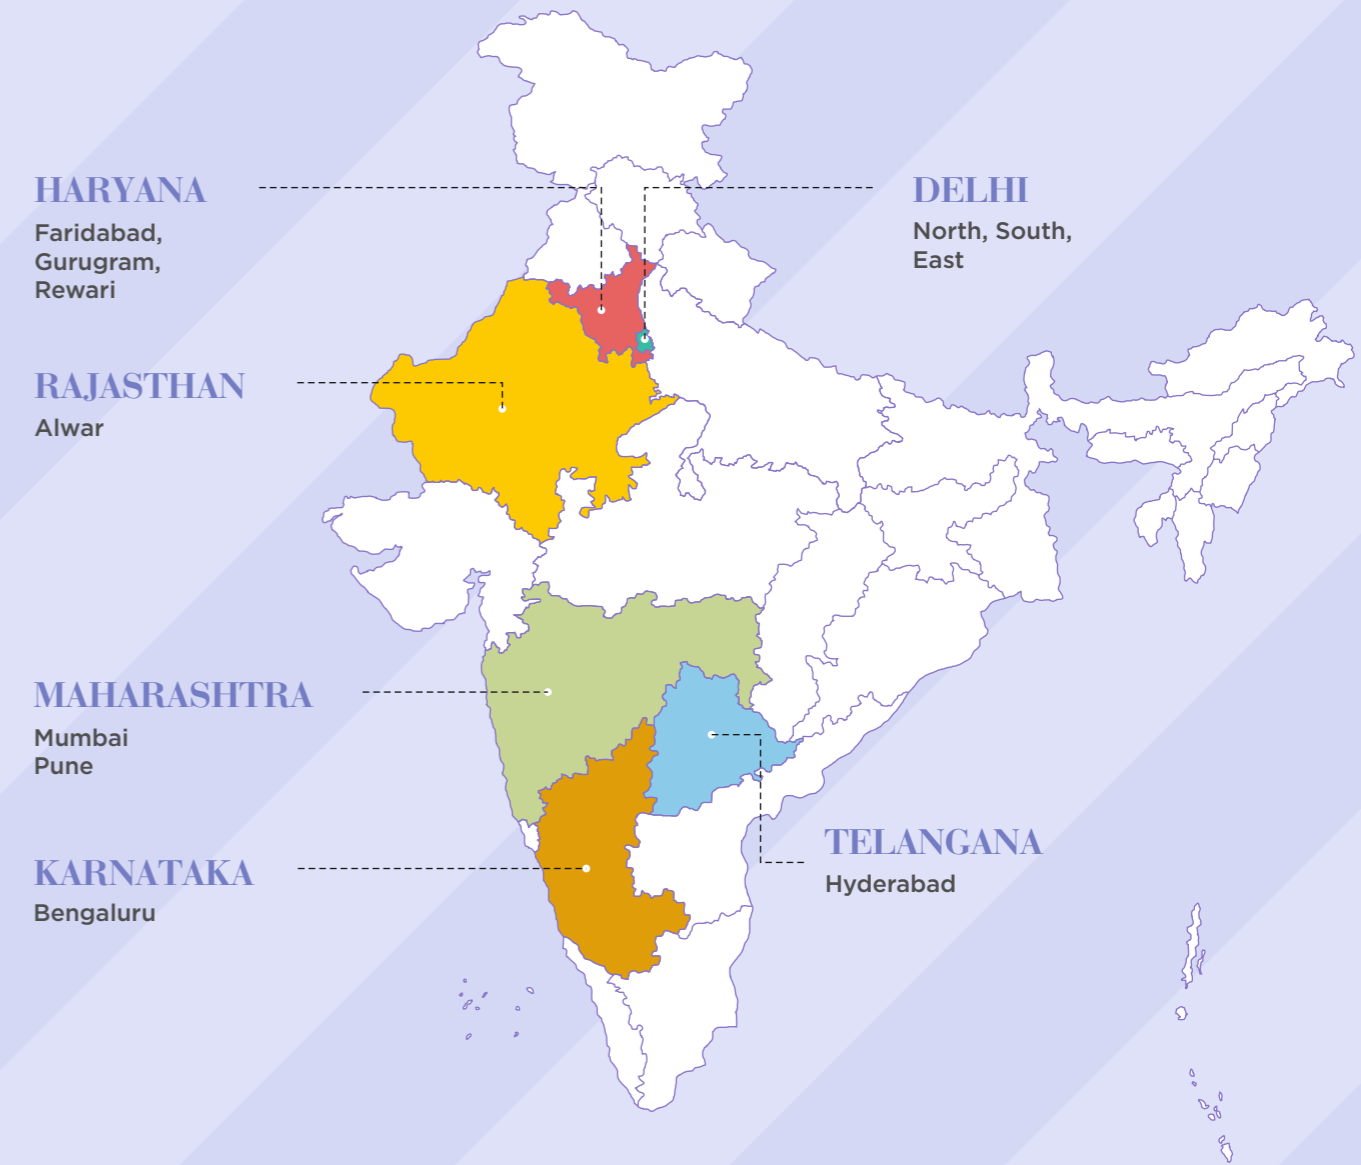 HARYANA
Faridabad,
Gurugram,
Rewari
DELHI
North, South,
East
RAJASTHAN
Alwar
MAHARASHTRA
Mumbai
Pune
TELANGANA
Hyderabad
KARNATAKA
Bengaluru